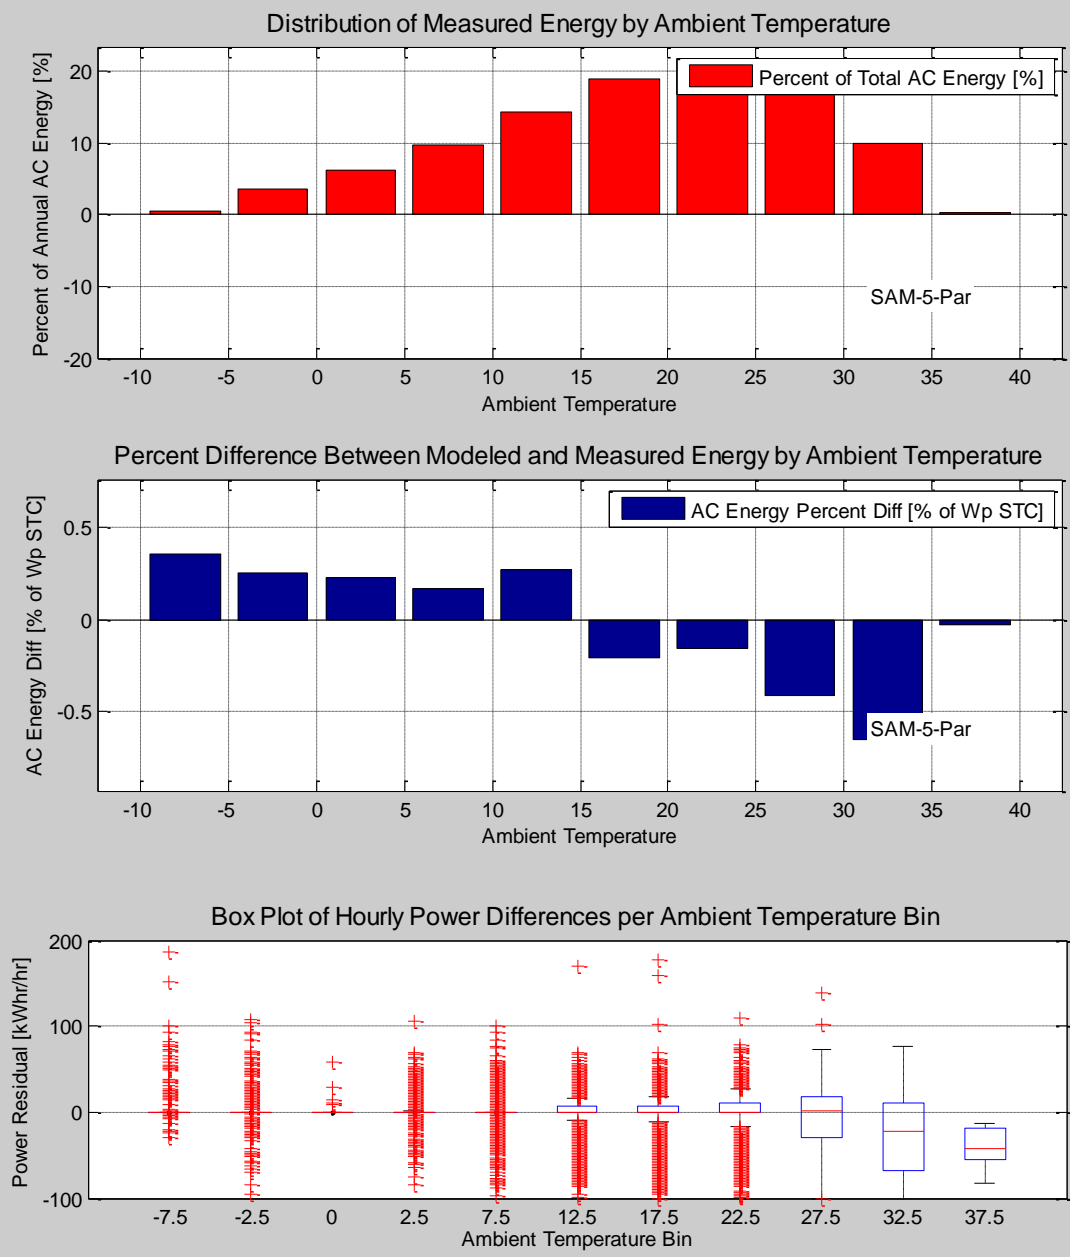 Distribution of Measured Energy by Ambient Temperature
Percent of Annual AC Energy [%]
20
10
0
-10
-20
Percent of Total AC Energy [%]
SAM-5-Par
-10 -5 0 5 10 15 20 25 30 35 40
Ambient Temperature
Percent Difference Between Modeled and Measured Energy by Ambient Temperature
AC Energy Diff [% of Wp STC]
0.5
0
-0.5
AC Energy Percent Diff [% of Wp STC]
SAM-5-Par
-10 -5 0 5 10 15 20 25 30 35 40
Ambient Temperature
Box Plot of Hourly Power Differences per Ambient Temperature Bin
Power Residual [kWhr/hr]
200
100
0
-100
-7.5 -2.5 0 2.5 7.5 12.5 17.5 22.5 27.5 32.5 37.5
Ambient Temperature Bin